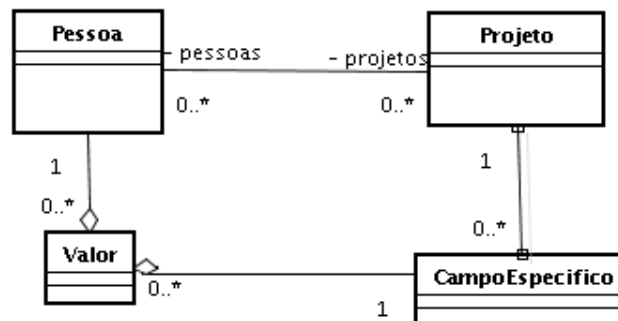 Pessoa
Projeto
- pessoas
- projetos
0..*
0..*
1
1
0..*
0..*
Valor
0..*
CampoEspecifico
1